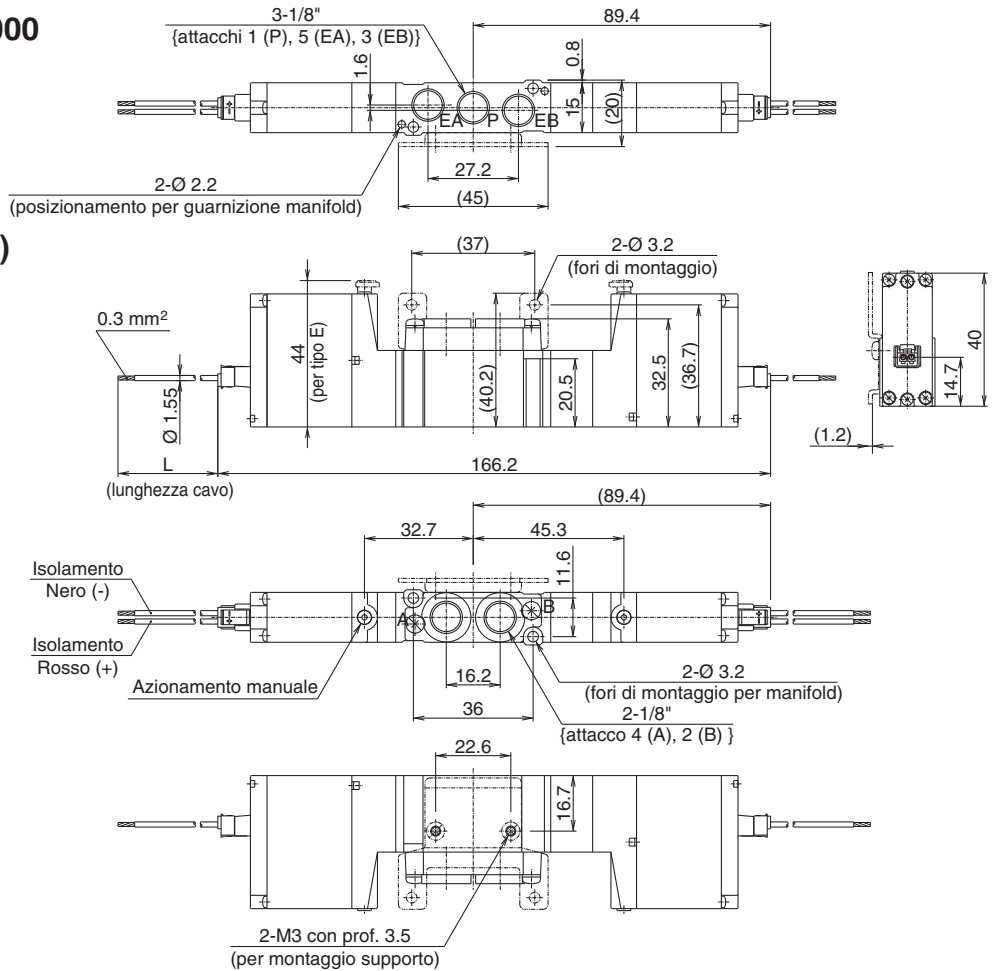 000
3-1/8"
{attacchi 1 (P), 5 (EA), 3 (EB)}
89.4
1.6
0.8
15
(20)
EA
P
EB
27.2
(45)
2-Ø 2.2
(posizionamento per guarnizione manifold)
)
(37)
2-Ø 3.2
(fori di montaggio)
0.3 mm²
Ø 1.55
44
(per tipo E)
(40.2)
20.5
32.5
(36.7)
40
14.7
(1.2)
L
(lunghezza cavo)
166.2
(89.4)
32.7
45.3
11.6
Isolamento
Nero (-)
Isolamento
Rosso (+)
A
B
Azionamento manuale
16.2
36
2-Ø 3.2
(fori di montaggio per manifold)
2-1/8"
{attacco 4 (A), 2 (B) }
22.6
16.7
2-M3 con prof. 3.5
(per montaggio supporto)